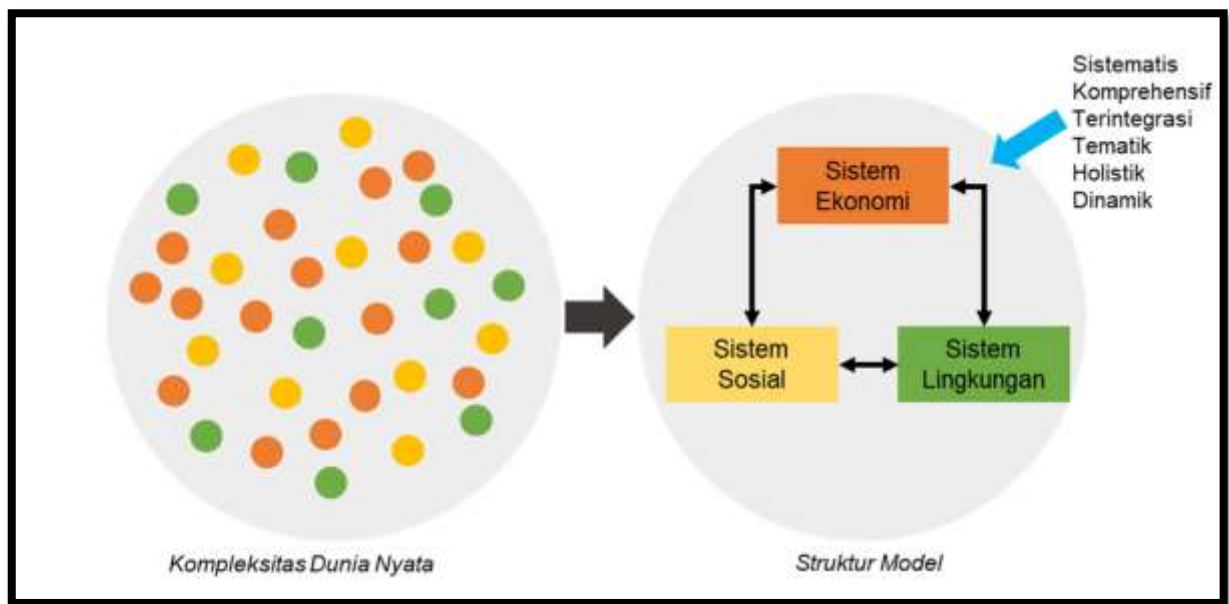 Sistematis
Komprehensif
Terintegrasi
Tematik
Holistik
Dinamik
Sistem
Ekonomi
Sistem
Sosial
Sistem
Lingkungan
Kompleksitas Dunia Nyata
Struktur Model